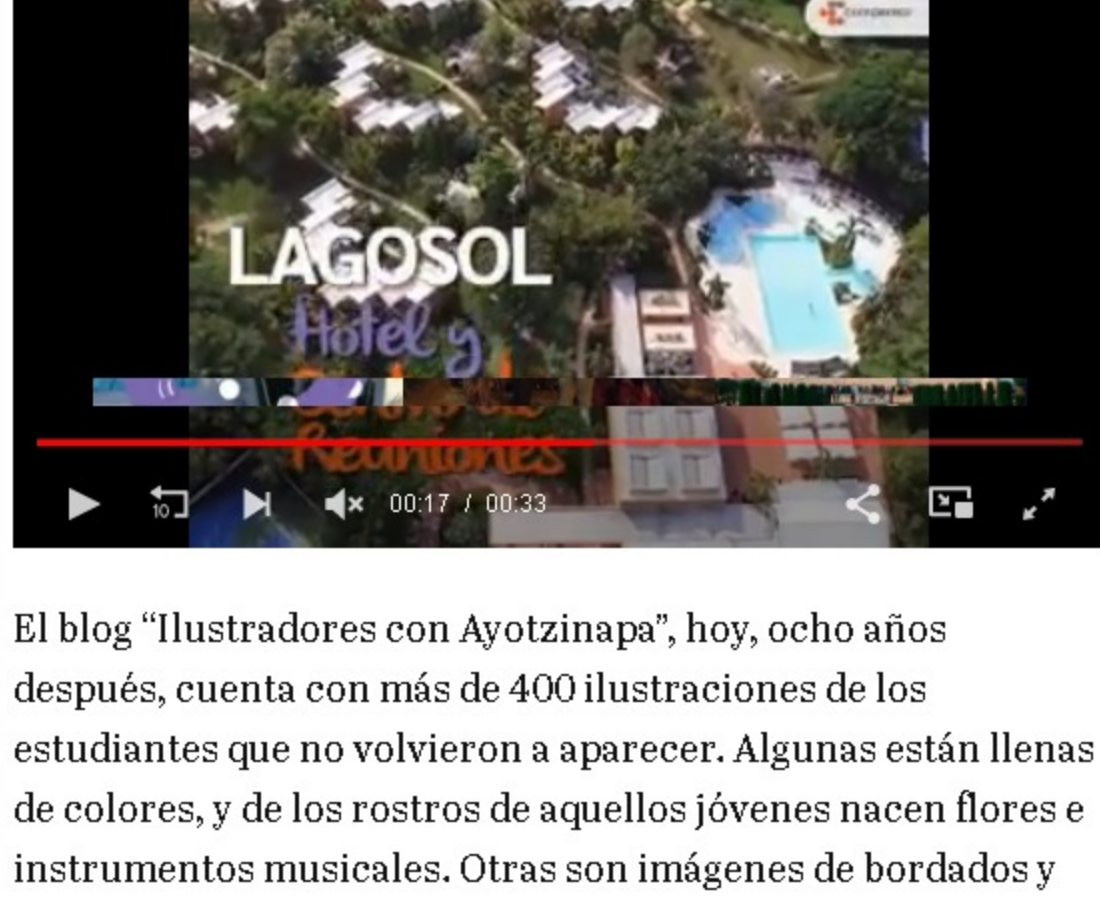 LAGOSOL
Hotel y
Reuniones
00:17 / 00:33
El blog “Ilustradores con Ayotzinapa”, hoy, ocho años
después, cuenta con más de 400 ilustraciones de los
estudiantes que no volvieron a aparecer. Algunas están llenas
de colores, y de los rostros de aquellos jóvenes nacen flores e
instrumentos musicales. Otras son imágenes de bordados y